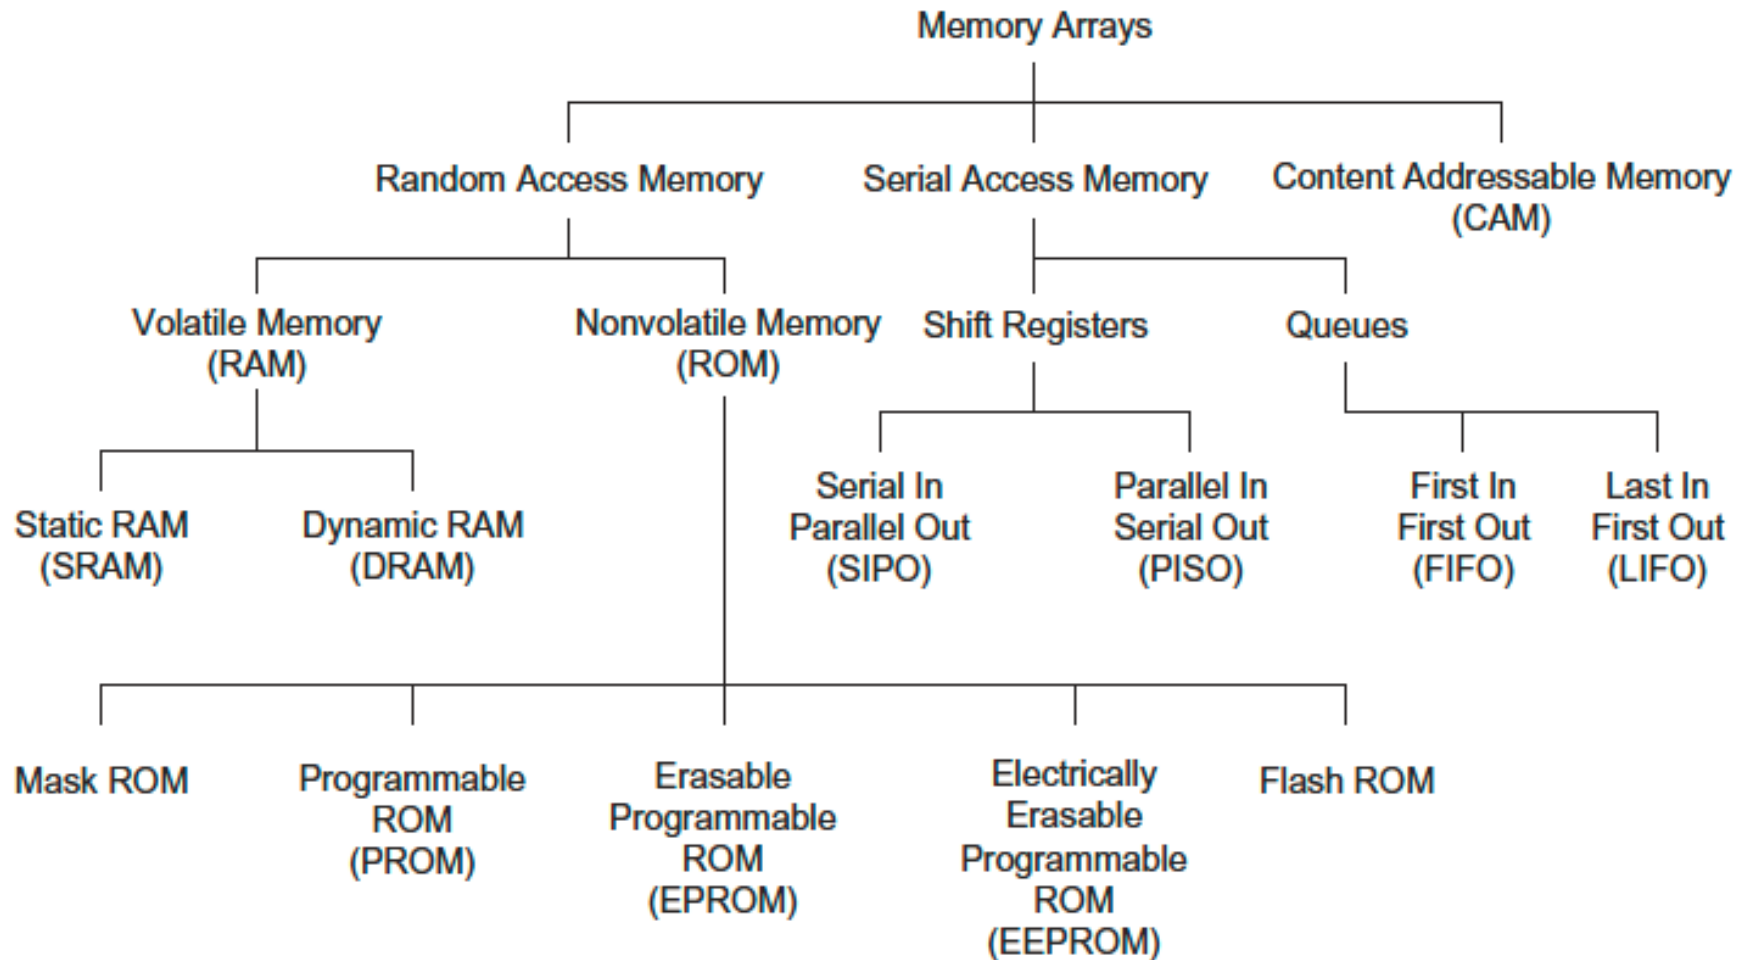 Memory Arrays
Random Access Memory
Serial Access Memory
Content Addressable Memory
(CAM)
Volatile Memory
(RAM)
Nonvolatile Memory
(ROM)
Shift Registers
Queues
Static RAM
(SRAM)
Dynamic RAM
(DRAM)
Serial In
Parallel Out
(SIPO)
Parallel In
Serial Out
(PISO)
First In
First Out
(FIFO)
Last In
First Out
(LIFO)
Mask ROM
Programmable
ROM
(PROM)
Erasable
Programmable
ROM
(EPROM)
Electrically
Erasable
Programmable
ROM
(EEPROM)
Flash ROM